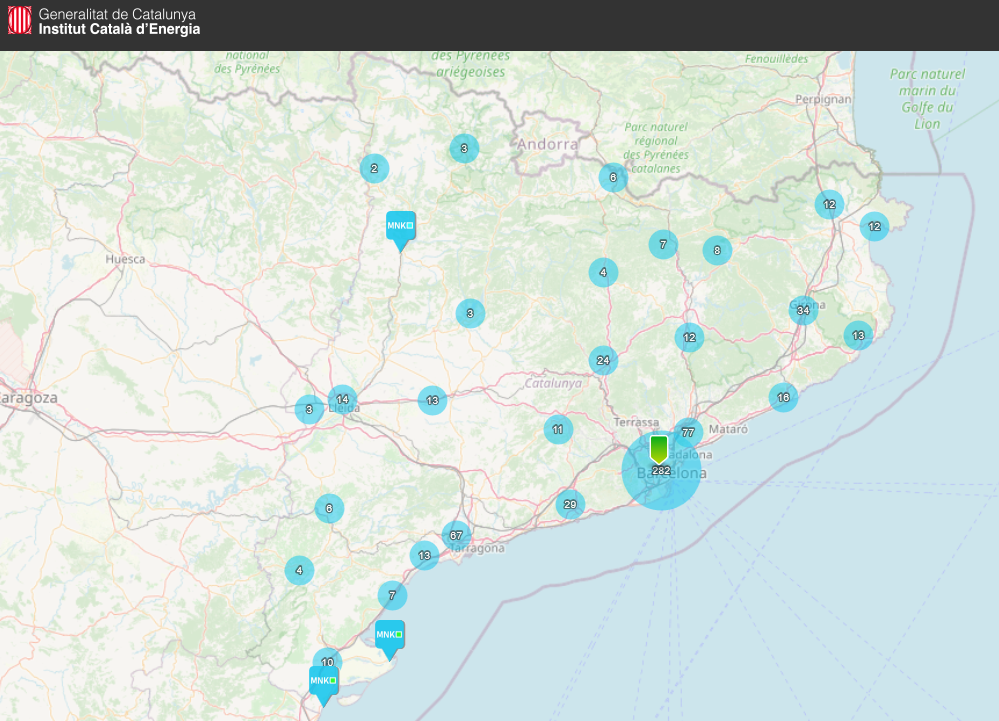 Generalitat de Catalunya
Institut Català d'Energia
national
des Pyrénées
des Pyrénées
ariégeoises
Fenouillèdes
Parc naturel
marin du
Golfe du
Lion
Perpignan
Andorra
Parc naturel
régional
des Pyrénées
catalanes
3
2
6
12
12
MNK
7
8
Huesca
4
3
Girona
34
13
12
24
Catalunya
aragoza
14
3
Lleida
13
16
11
Terrassa
77
Mataró
adalona
282
Barcelona
6
29
67
Tarragona
13
4
7
MNK
10
MNK